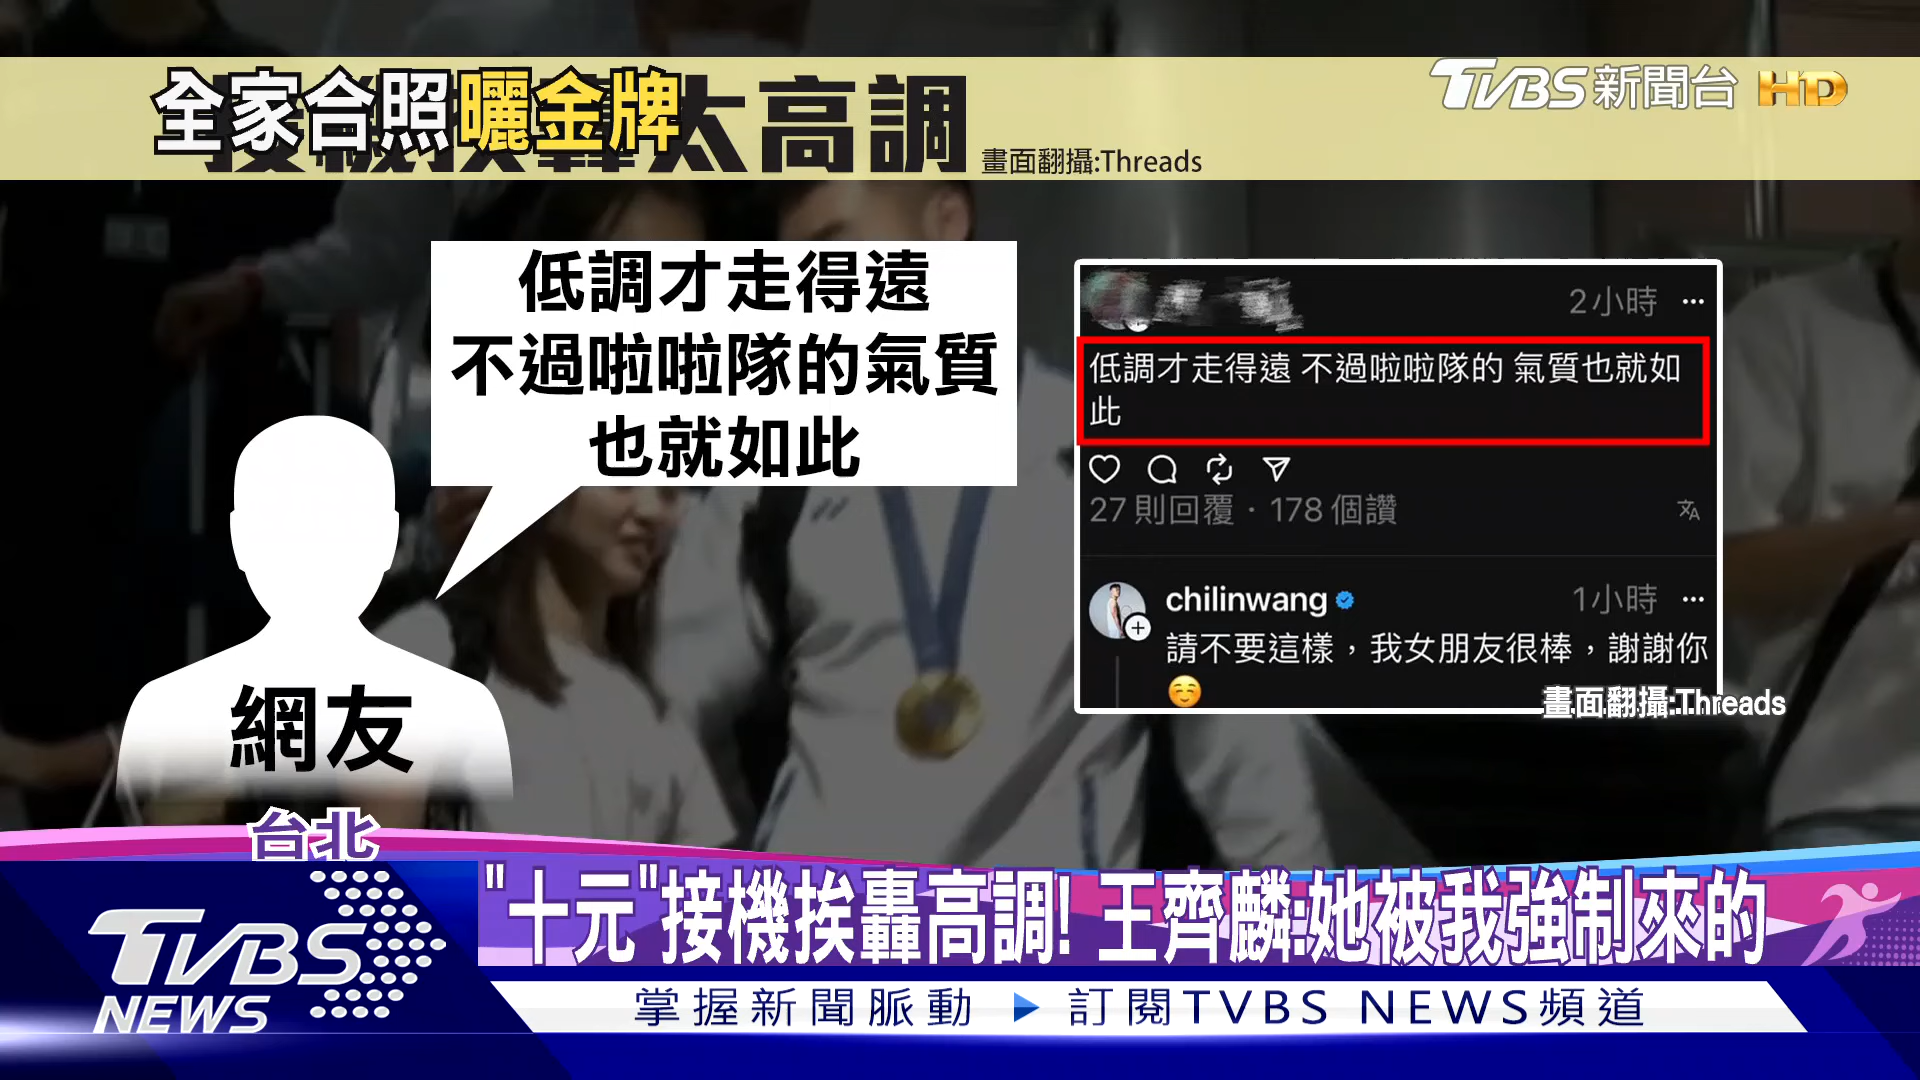 全家合照曬金牌
太高調
畫面翻攝:Threads
TVBS新聞台 HD
低調才走得遠
不過啦啦隊的氣質
也就如此
網友
2小時
低調才走得遠 不過啦啦隊的 氣質也就如
此
27 則回覆 · 178 個讚
chilinwang
1小時
請不要這樣，我女朋友很棒，謝謝你
☺️
畫面翻攝:Threads
台北
"十元"接機挨轟高調! 王齊麟:她被我強制來的
TVBS
NEWS
掌握新聞脈動 ▶ 訂閱TVBS NEWS頻道